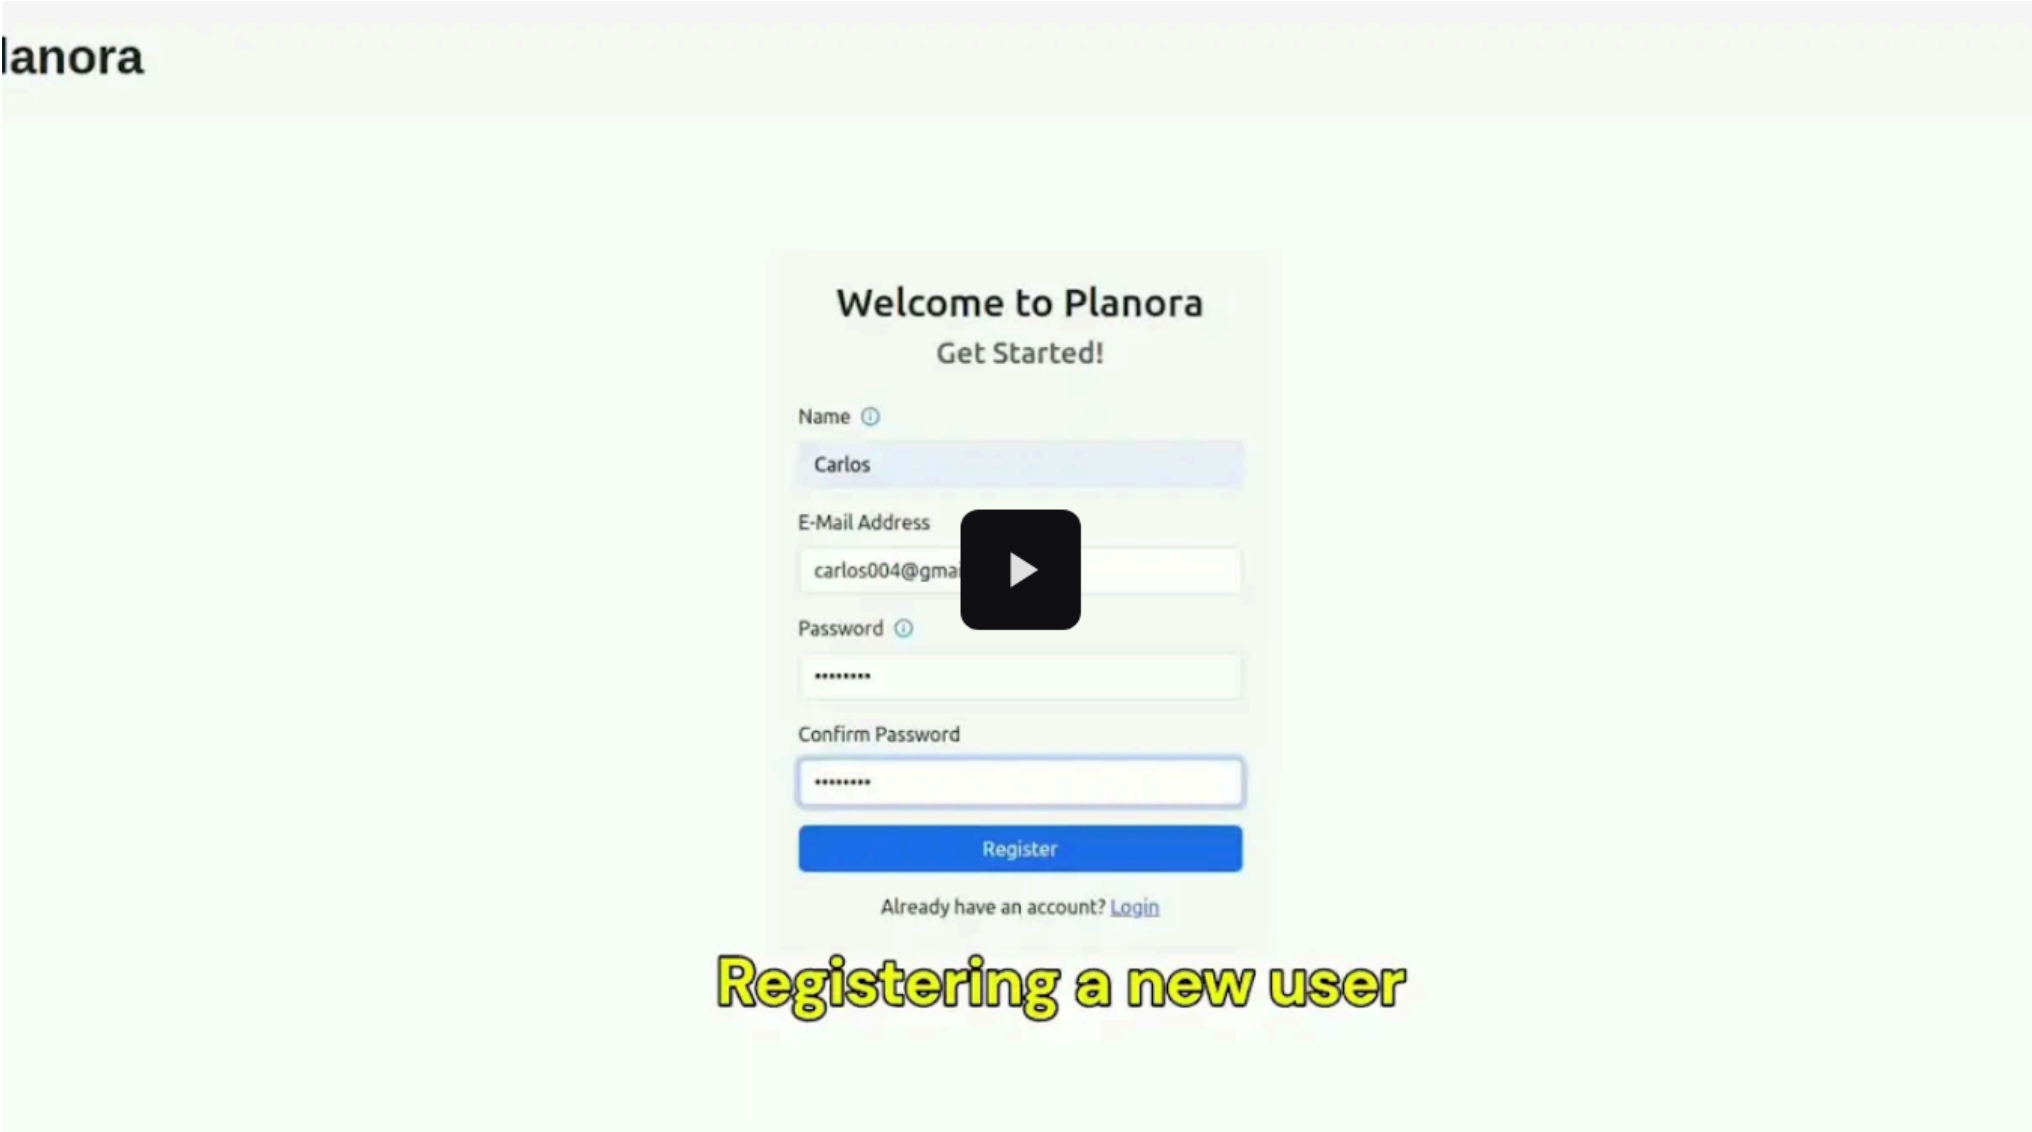 lanora
Welcome to Planora
Get Started!
Name
Carlos
E-Mail Address
carlos004@gmai
Password
••••••••
Confirm Password
••••••••
Register
Already have an account? Login
Registering a new user